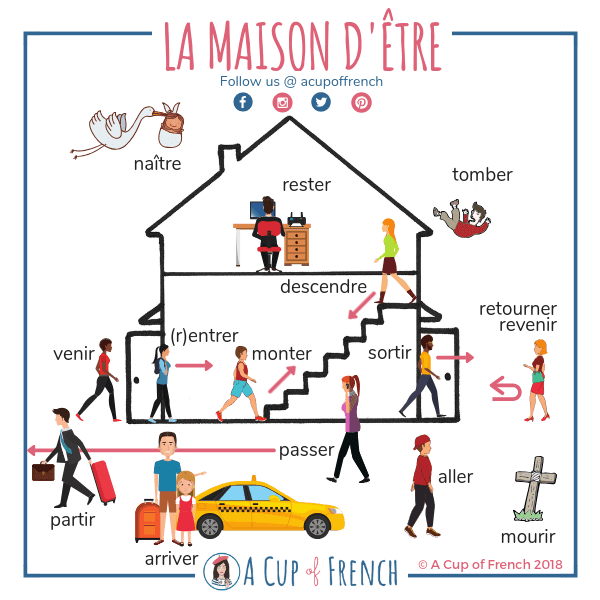 LA MAISON D'ÊTRE
Follow us @ acupoffrench
naître
rester
tomber
descendre
retourner
revenir
(r)entrer
venir
monter
sortir
passer
aller
partir
mourir
arriver
© A Cup of French 2018
A CUP of FRENCH